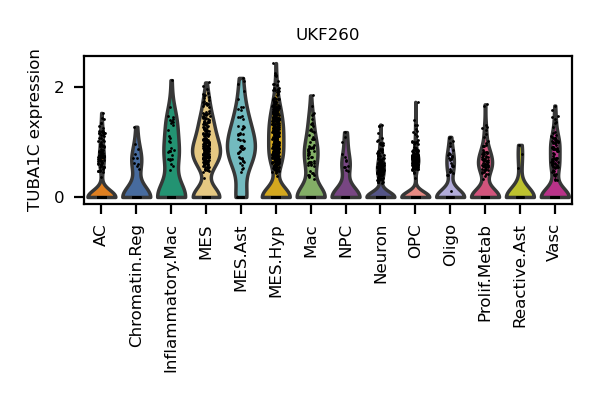 UKF260
TUBA1C expression
2
0
AC
Chromatin.Reg
Inflammatory.Mac
MES
MES.Ast
MES.Hyp
Mac
NPC
Neuron
OPC
Oligo
Prolif.Metab
Reactive.Ast
Vasc